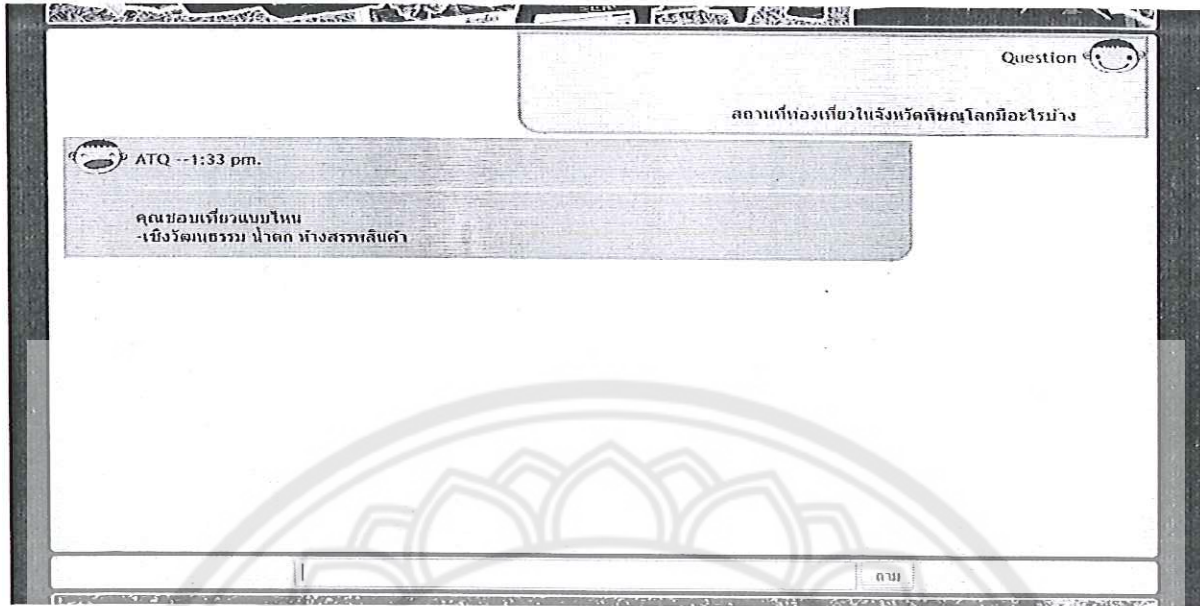 Question
สถานที่ท่องเที่ยวในจังหวัดพิษณุโลกมีอะไรบ้าง
ATQ --1:33 pm.
คุณชอบเที่ยวแบบไหน
-เชิงวัฒนธรรม น้ำตก ห้างสรรพสินค้า
ถาม